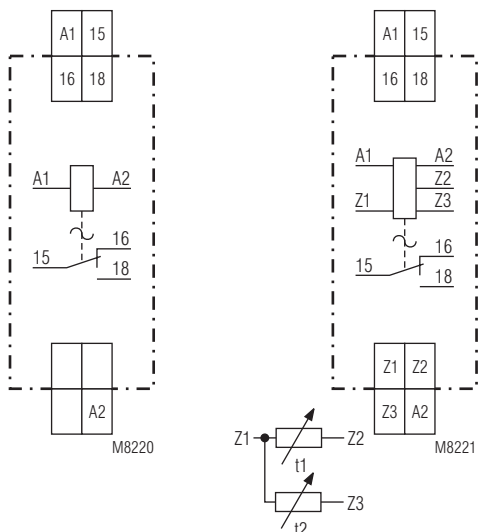 A1 15
16 18
A1 A2
15 16
18
A2
M8220
A1 15
16 18
A1 A2
Z2
Z1 Z3
15 16
18
Z1 Z2
Z3 A2
M8221
Z1 Z2
t1
Z3
t2